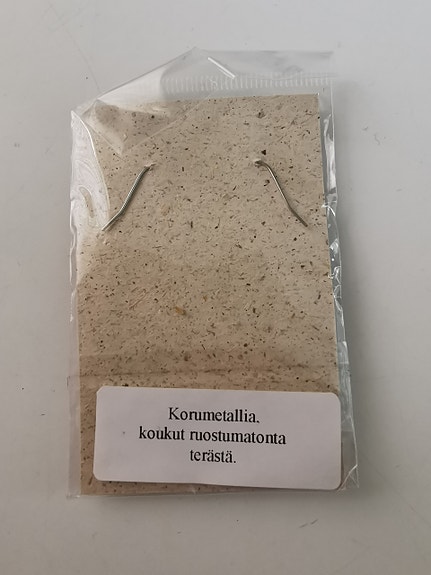 Korumetallia,
koukut ruostumatonta
terästä.